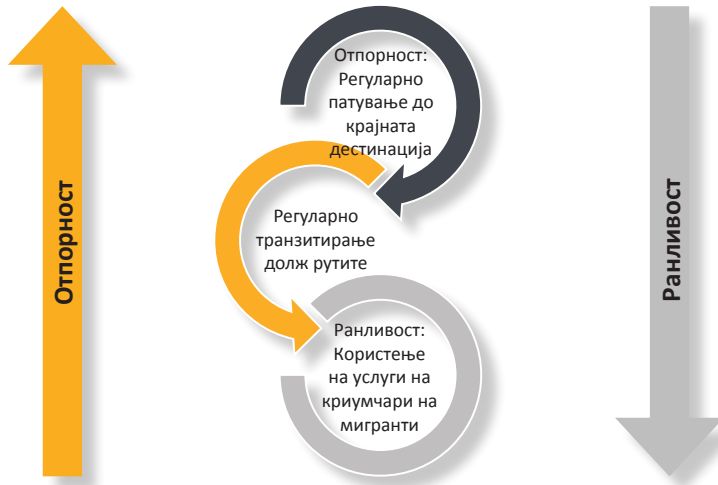 Отпорност
Отпорност:
Регуларно
патување до
крајната
дестинација
Регуларно
транзитирање
долж рутите
Ранливост:
Користење
на услуги на
криумчари на
мигранти
Ранливост